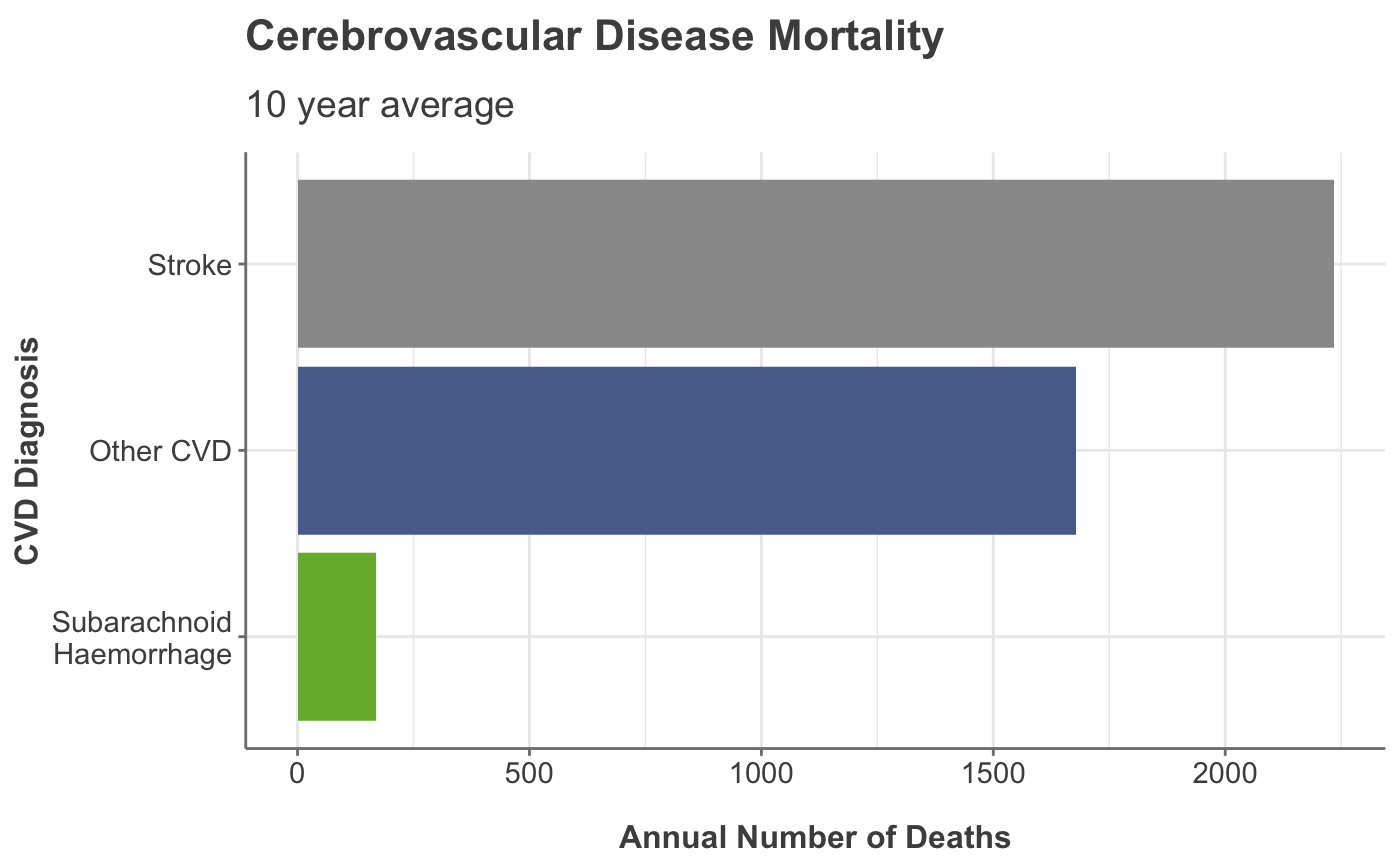 Cerebrovascular Disease Mortality
10 year average
CVD Diagnosis
Stroke
Other CVD
Subarachnoid
Haemorrhage
0 500 1000 1500 2000
Annual Number of Deaths